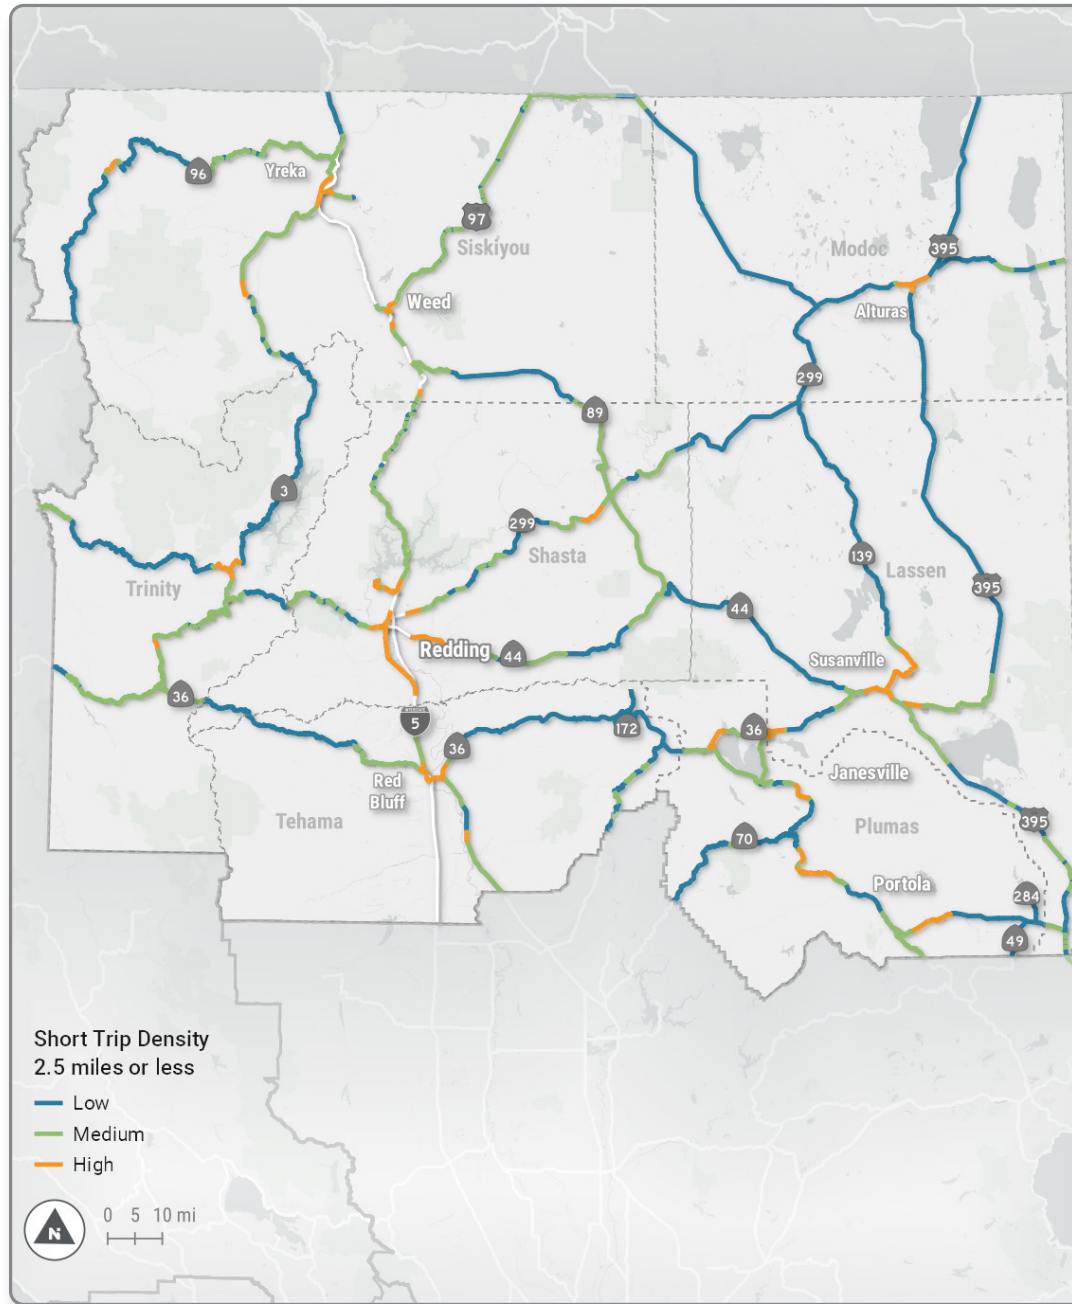 96
Yreka
97
Siskiyou
395
Modoc
Weed
Alturas
299
89
3
299
Shasta
139
Lassen
Trinity
44
395
Redding
44
Susanville
36
INTERSTATE
5
36
172
36
Red
Bluff
Janesville
Tehama
70
Plumas
395
Portola
284
49
Short Trip Density
2.5 miles or less
Low
Medium
High
N
0 5 10 mi